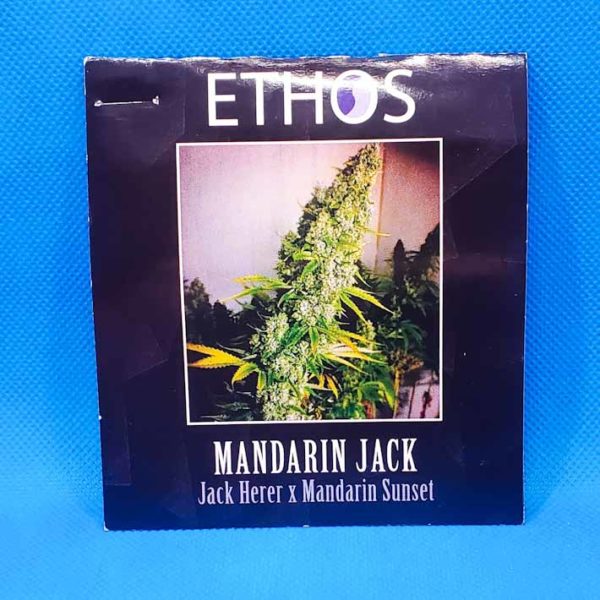 ETHOS
MANDARIN JACK
Jack Herer x Mandarin Sunset